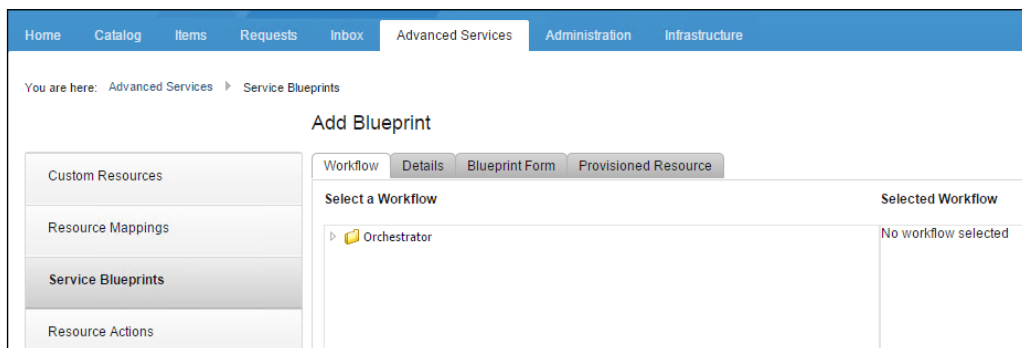 Home Catalog Items Requests Inbox Advanced Services Administration Infrastructure
You are here: Advanced Services Service Blueprints
Add Blueprint
Custom Resources
Resource Mappings
Service Blueprints
Resource Actions
Workflow Details Blueprint Form Provisioned Resource
Select a Workflow
Orchestrator
Selected Workflow
No workflow selected